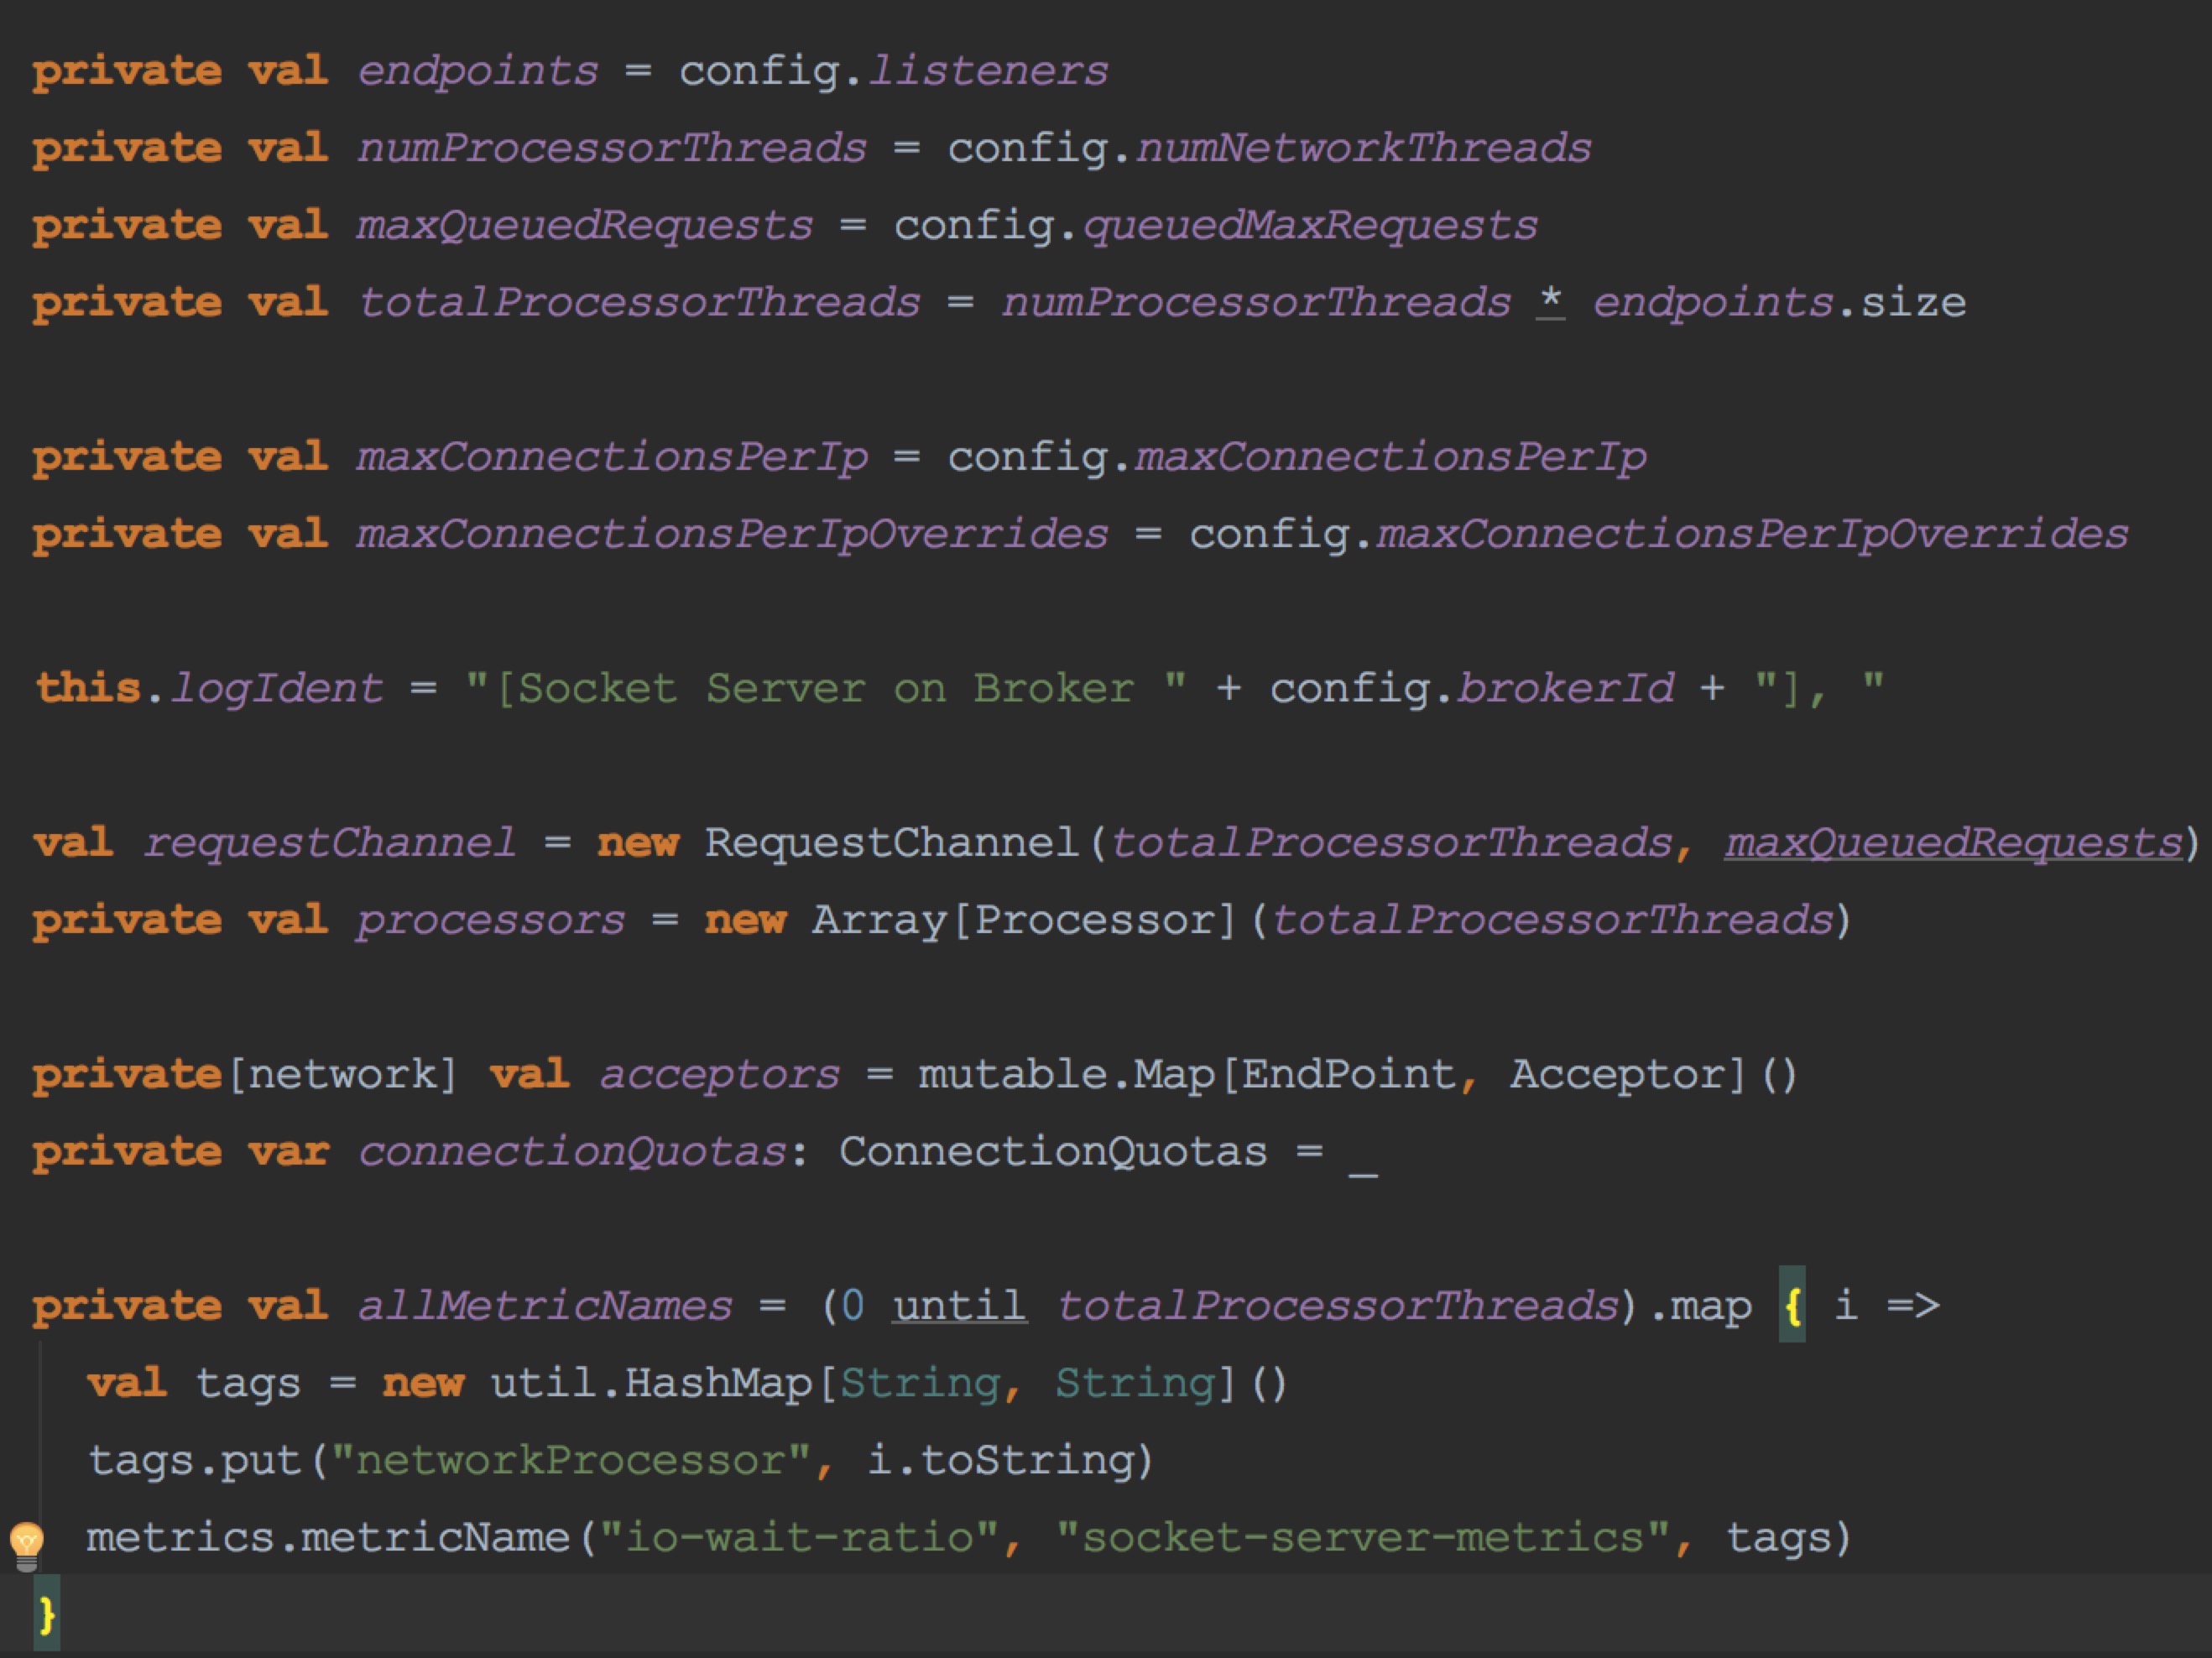 private val endpoints = config.listeners
private val numProcessorThreads = config.numNetworkThreads
private val maxQueuedRequests = config.queuedMaxRequests
private val totalProcessorThreads = numProcessorThreads * endpoints.size
private val maxConnectionsPerIp = config.maxConnectionsPerIp
private val maxConnectionsPerIpOverrides = config.maxConnectionsPerIpOverrides
this.logIdent = "[Socket Server on Broker " + config.brokerId + "], "
val requestChannel = new RequestChannel(totalProcessorThreads, maxQueuedRequests)
private val processors = new Array[Processor](totalProcessorThreads)
private[network] val acceptors = mutable.Map[EndPoint, Acceptor]()
private var connectionQuotas: ConnectionQuotas = _
private val allMetricNames = (0 until totalProcessorThreads).map { i =>
  val tags = new util.HashMap[String, String]()
  tags.put("networkProcessor", i.toString)
  metrics.metricName("io-wait-ratio", "socket-server-metrics", tags)
}